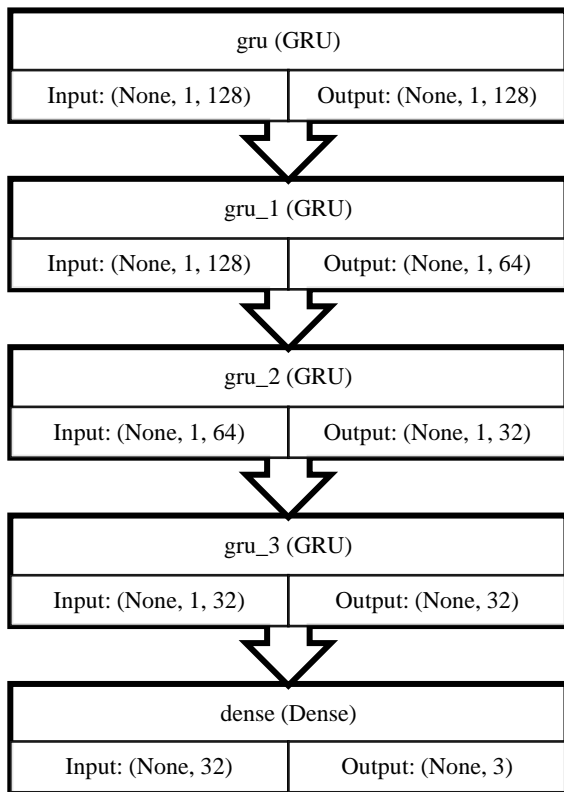 gru (GRU)
Input: (None, 1, 128) Output: (None, 1, 128)
gru_1 (GRU)
Input: (None, 1, 128) Output: (None, 1, 64)
gru_2 (GRU)
Input: (None, 1, 64) Output: (None, 1, 32)
gru_3 (GRU)
Input: (None, 1, 32) Output: (None, 32)
dense (Dense)
Input: (None, 32) Output: (None, 3)